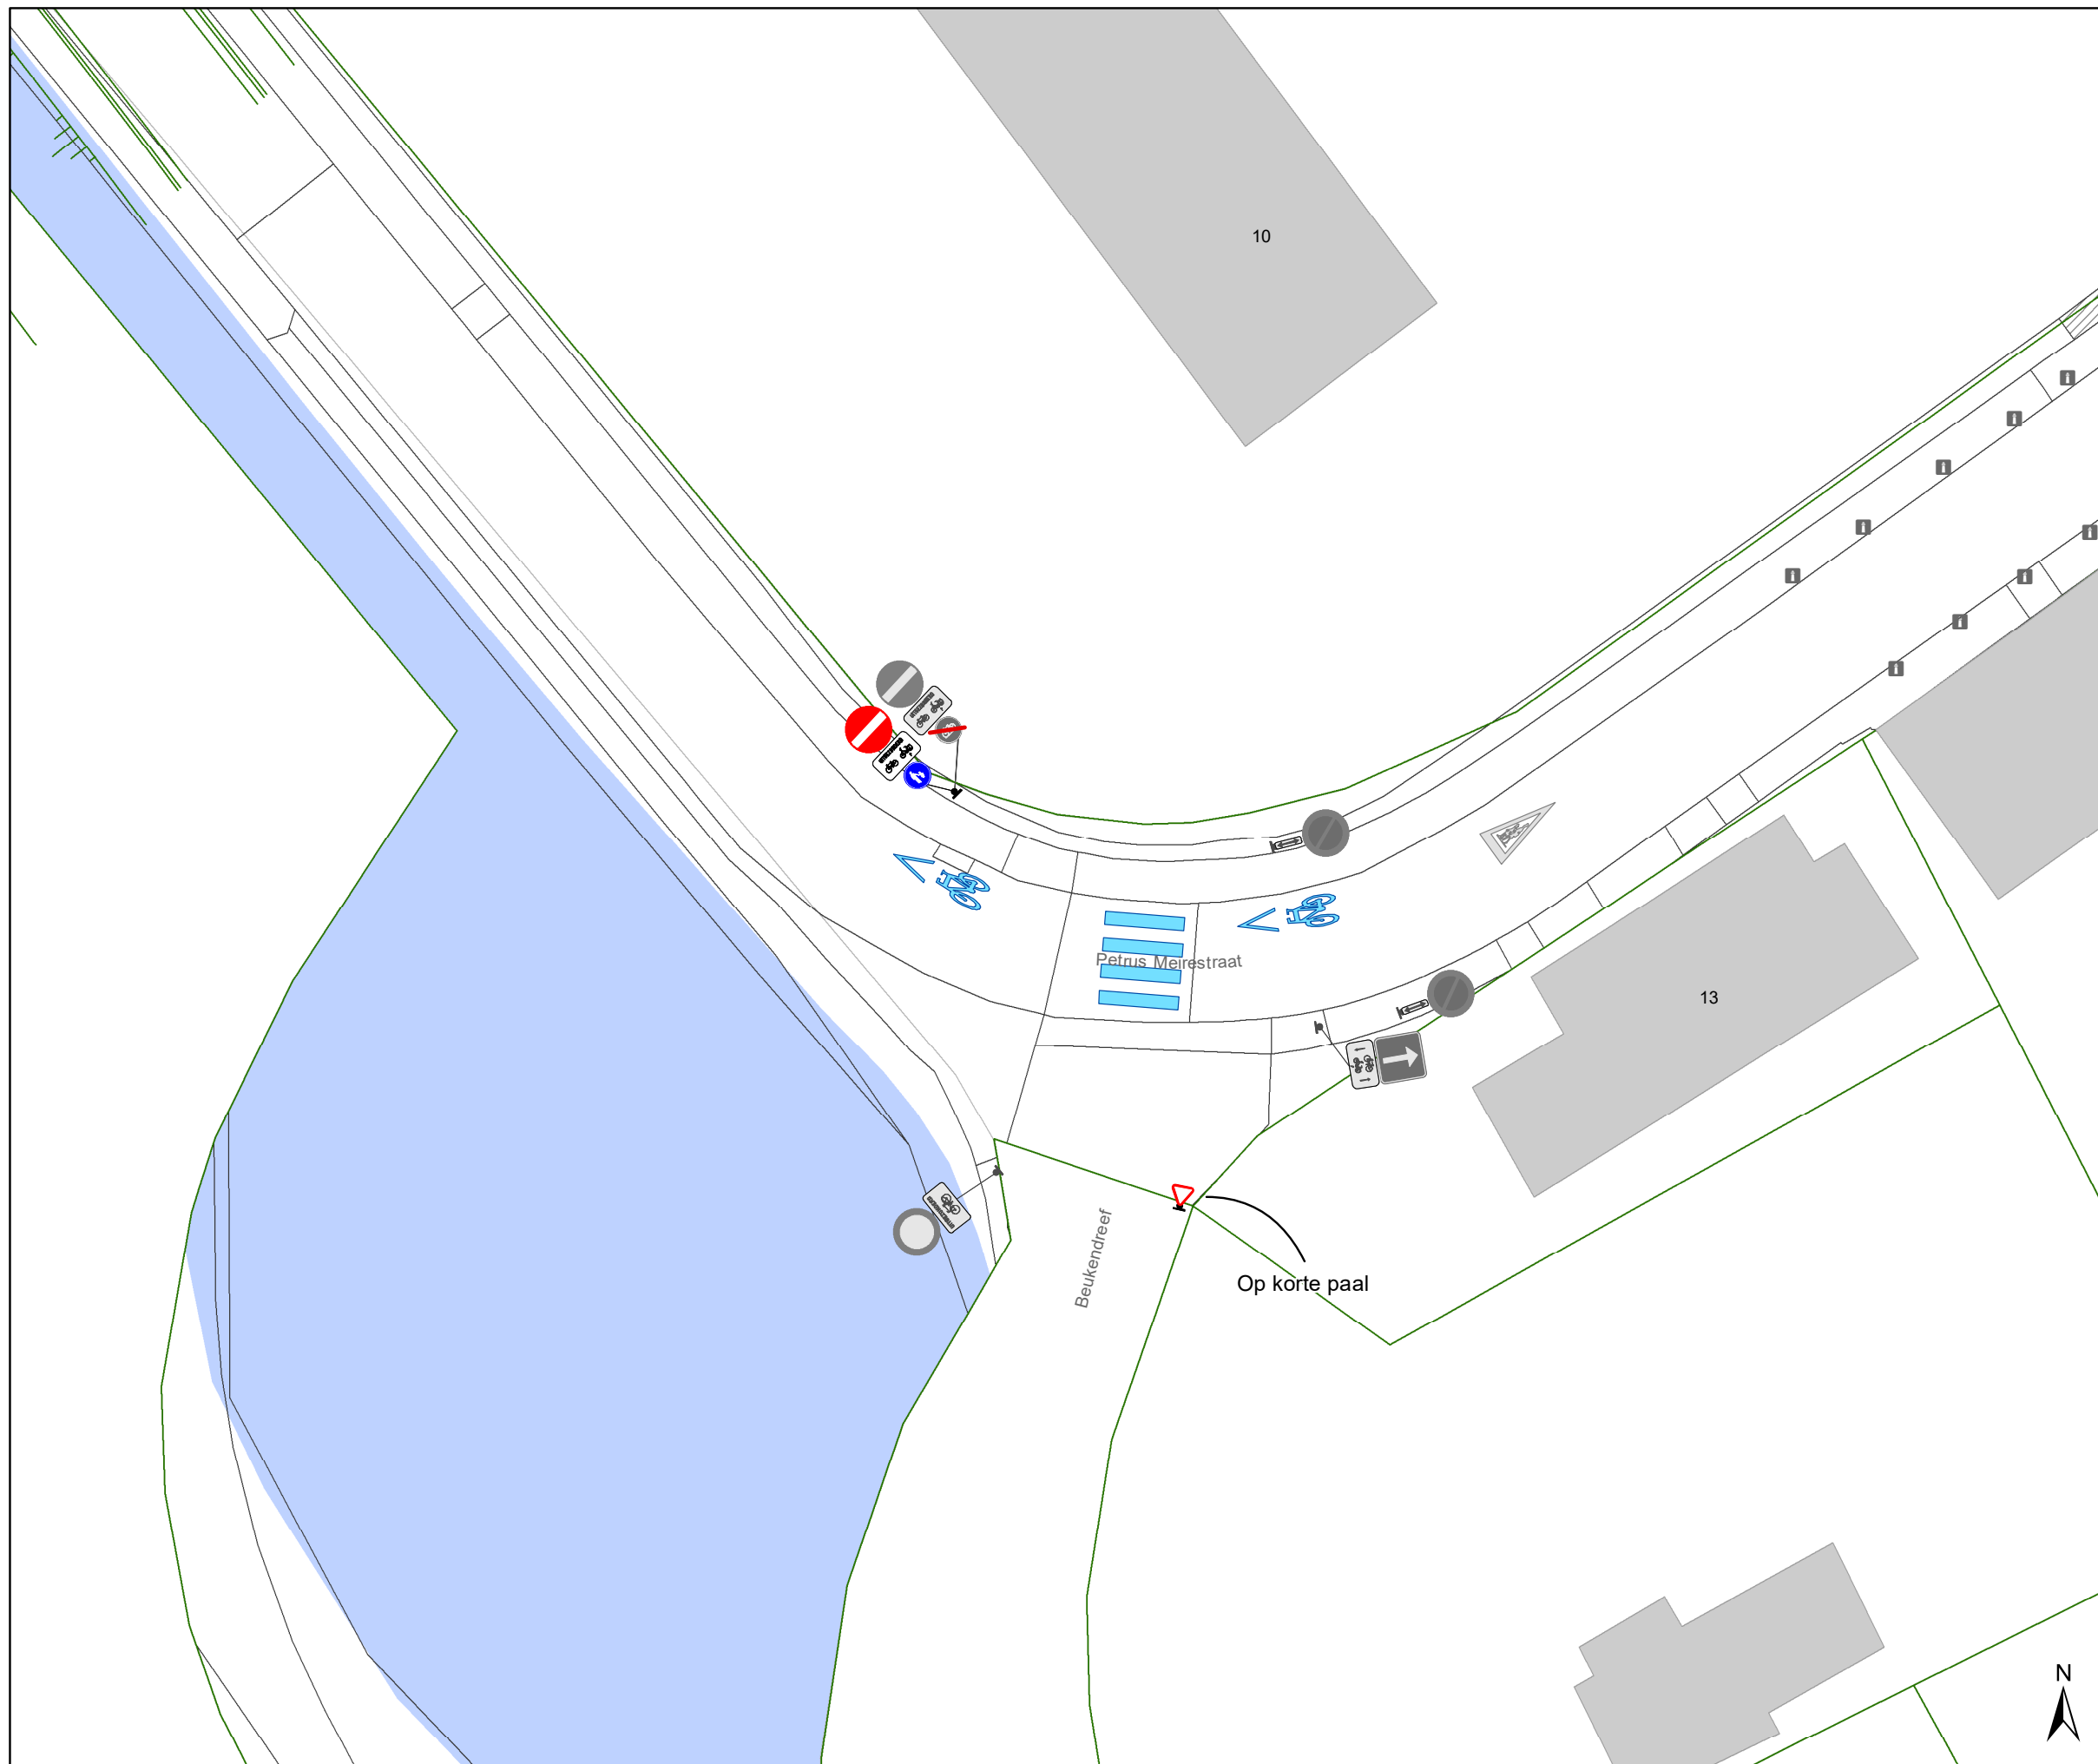 10
Petrus Meirestraat
13
Beukendreef
Op korte paal
N